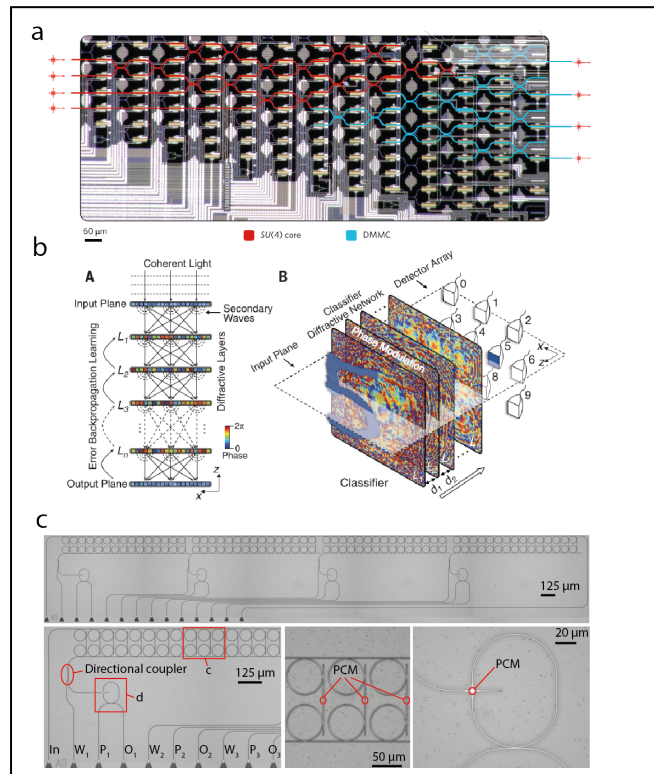 a
60 µm
SU(4) core
DMMC
b
A
Coherent Light
Input Plane
Secondary
Waves
L1
L2
L3
Ln
Error Backpropagation Learning
Diffractive Layers
2x
0
Phase
Output Plane
x
z
B
Detector Array
Classifier
Diffractive Network
Input Plane
Phase Modulation
0
1
2
3
4
5
6
8
9
x
z
Classifier
d1 d2
c
125 µm
Directional coupler
c
d
125 µm
In W1 P1 O1 W2 P2 O2 W3 P3 O3
PCM
50 µm
20 µm
PCM